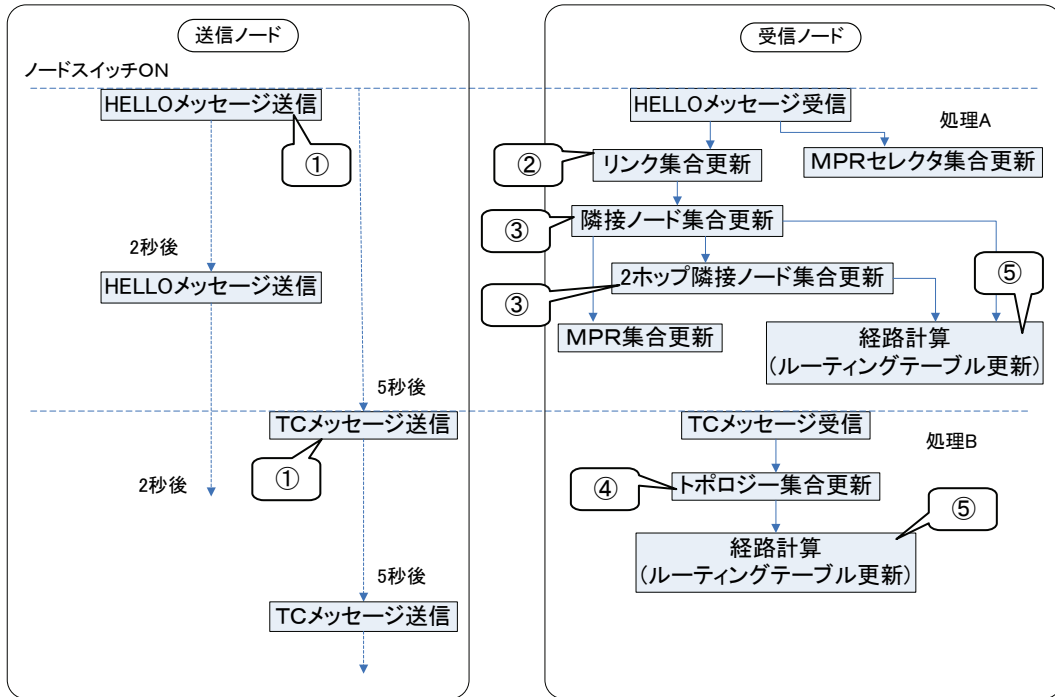 送信ノード
受信ノード
ノードスイッチON
HELLOメッセージ送信
①
2秒後
HELLOメッセージ送信
5秒後
TCメッセージ送信
①
2秒後
5秒後
TCメッセージ送信
HELLOメッセージ受信
処理A
②
リンク集合更新
MPRセレクタ集合更新
③
隣接ノード集合更新
2ホップ隣接ノード集合更新
③
⑤
MPR集合更新
経路計算
(ルーティングテーブル更新)
TCメッセージ受信
処理B
④
トポロジー集合更新
⑤
経路計算
(ルーティングテーブル更新)